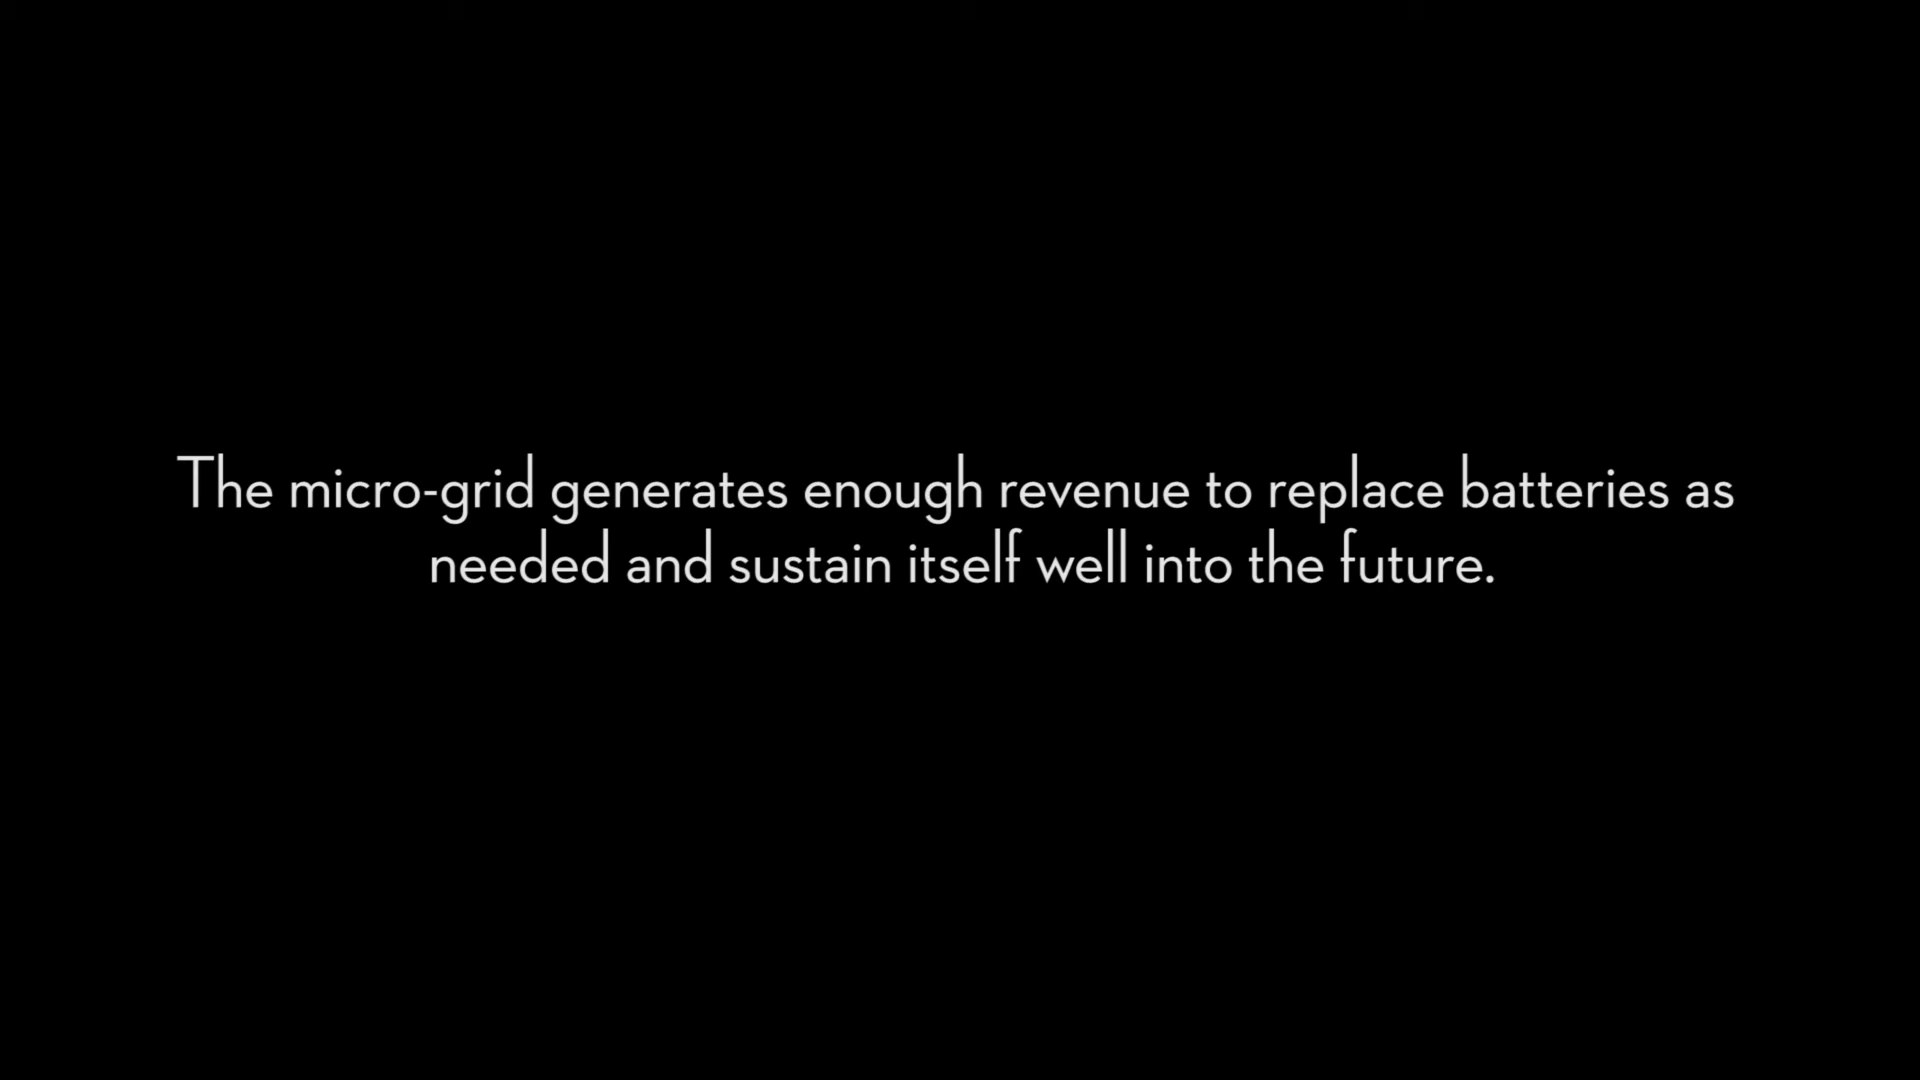 The micro-grid generates enough revenue to replace batteries as
needed and sustain itself well into the future.